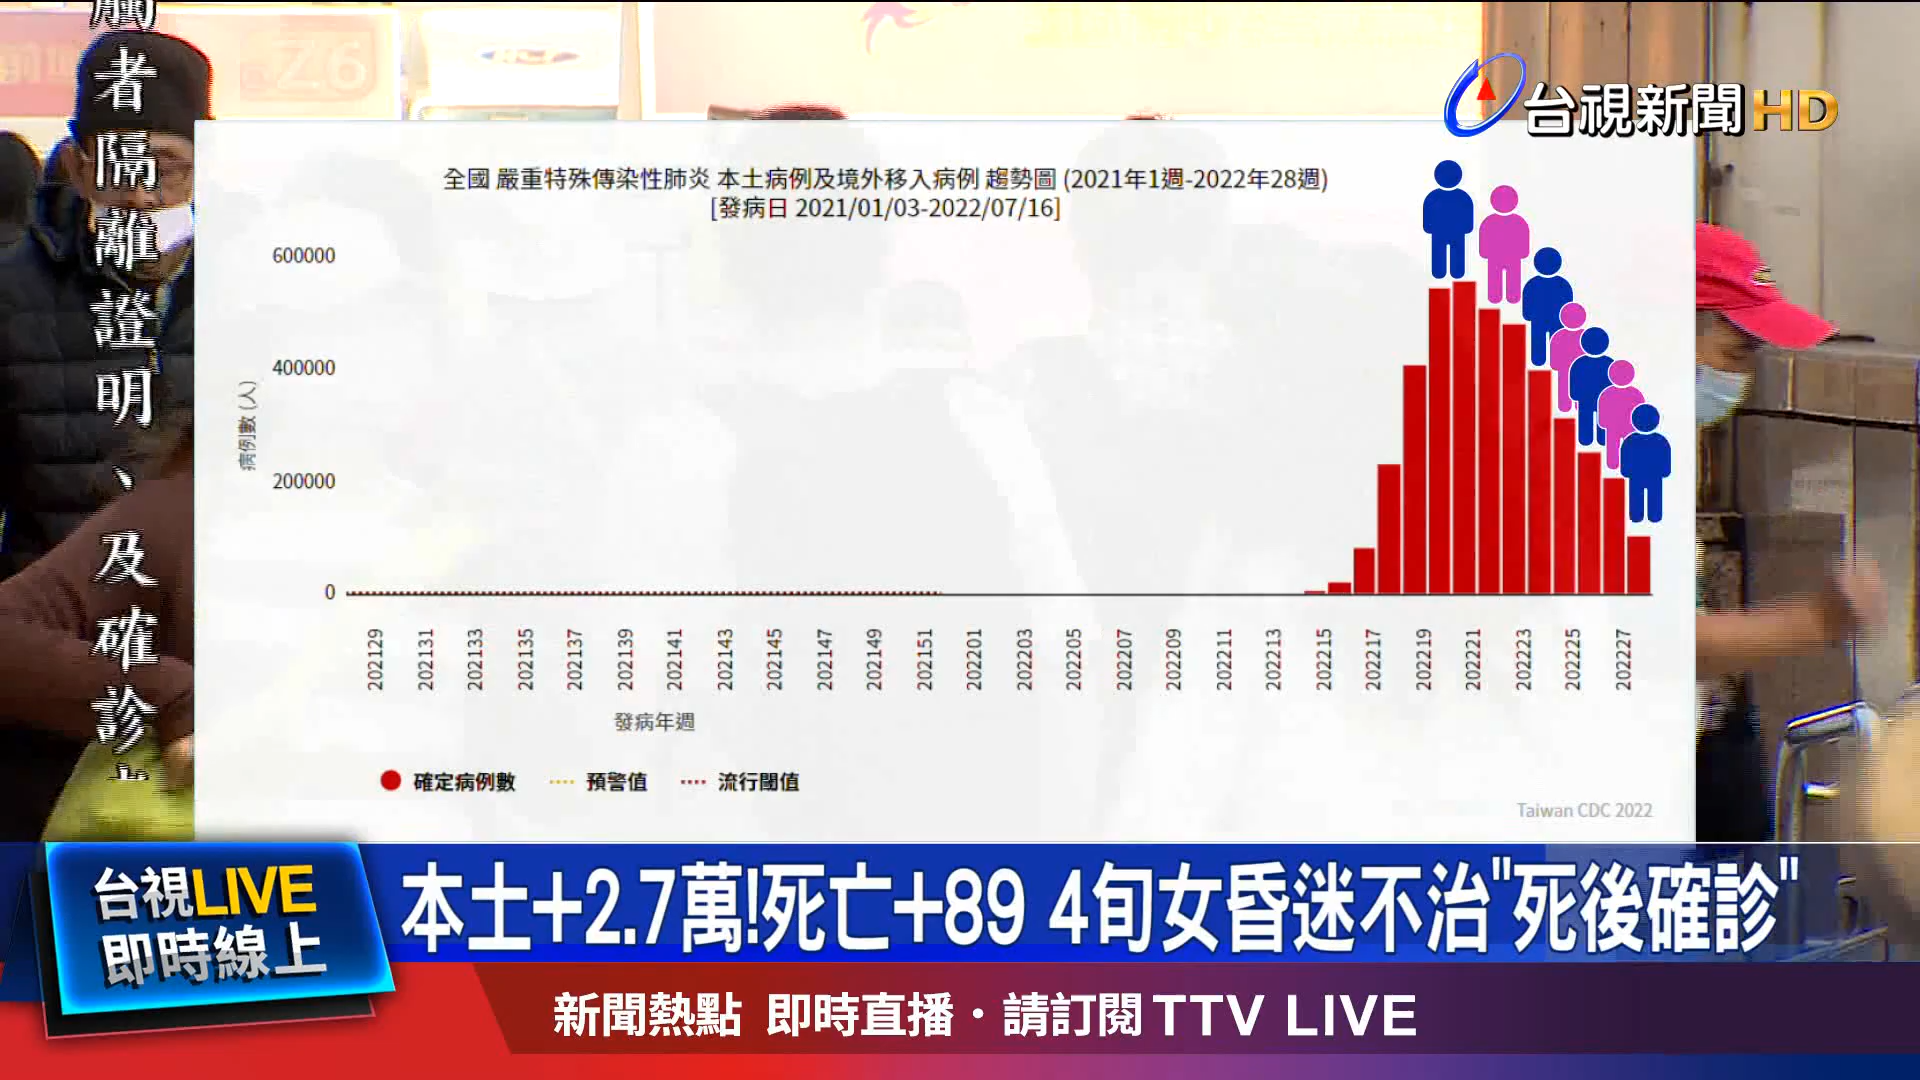 觸者隔離證明、及確診
台視新聞HD
全國 嚴重特殊傳染性肺炎 本土病例及境外移入病例 趨勢圖 (2021年1週-2022年28週)
[發病日 2021/01/03-2022/07/16]
600000
400000
200000
0
病例數 (人)
202129 202131 202133 202135 202137 202139 202141 202143 202145 202147 202149 202151 202201 202203 202205 202207 202209 202211 202213 202215 202217 202219 202221 202223 202225 202227
發病年週
確定病例數 預警值 流行閾值
Taiwan CDC 2022
台視LIVE
即時線上
本土+2.7萬!死亡+89 4旬女昏迷不治"死後確診"
新聞熱點 即時直播・請訂閱TTV LIVE